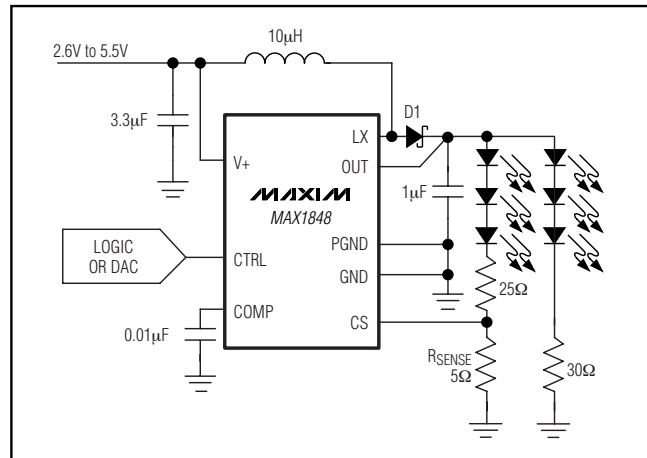 2.6V to 5.5V
10μH
3.3μF
D1
LX
OUT
V+
1μF
MAXIM
MAX1848
LOGIC
OR DAC
CTRL
PGND
GND
COMP
CS
0.01μF
25Ω
RSENSE
5Ω
30Ω